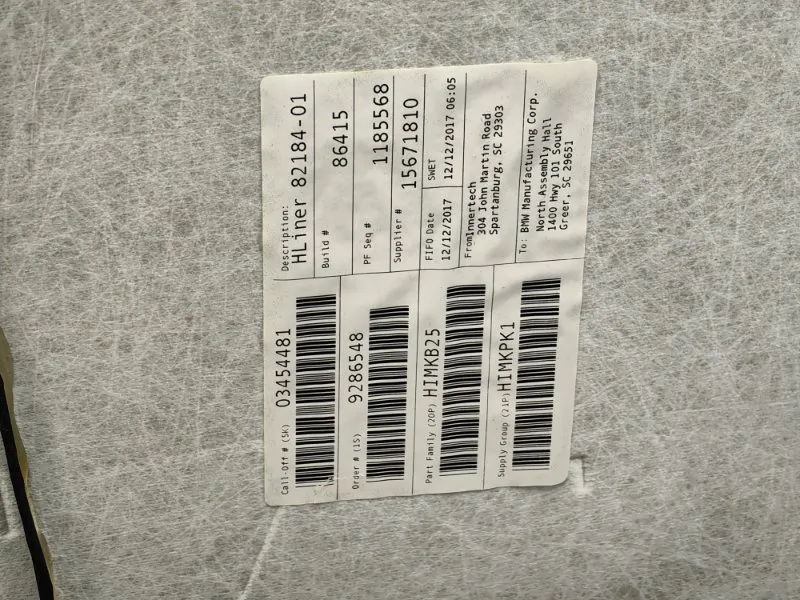 Call-Off # (5K) 03454481
Order # (1S) 9286548
Part Family (20P) HIMKB25
Supply Group (21P) HIMKPK1
Description:
HLiner 82184-01
Build # 86415
PF Seq # 1185568
Supplier # 15671810
FIFO Date SWET
12/12/2017 12/12/2017 06:05
From Innertech
304 John Martin Road
Spartanburg, SC 29303
To: BMW Manufacturing Corp.
North Assembly Hall
1400 Hwy 101 South
Greer, SC 29651